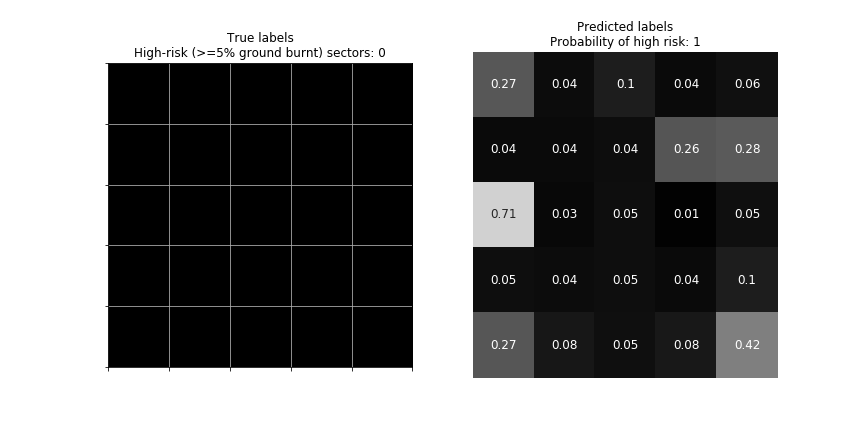 True labels
High-risk (>=5% ground burnt) sectors: 0
Predicted labels
Probability of high risk: 1
0.27 0.04 0.1 0.04 0.06
0.04 0.04 0.04 0.26 0.28
0.71 0.03 0.05 0.01 0.05
0.05 0.04 0.05 0.04 0.1
0.27 0.08 0.05 0.08 0.42